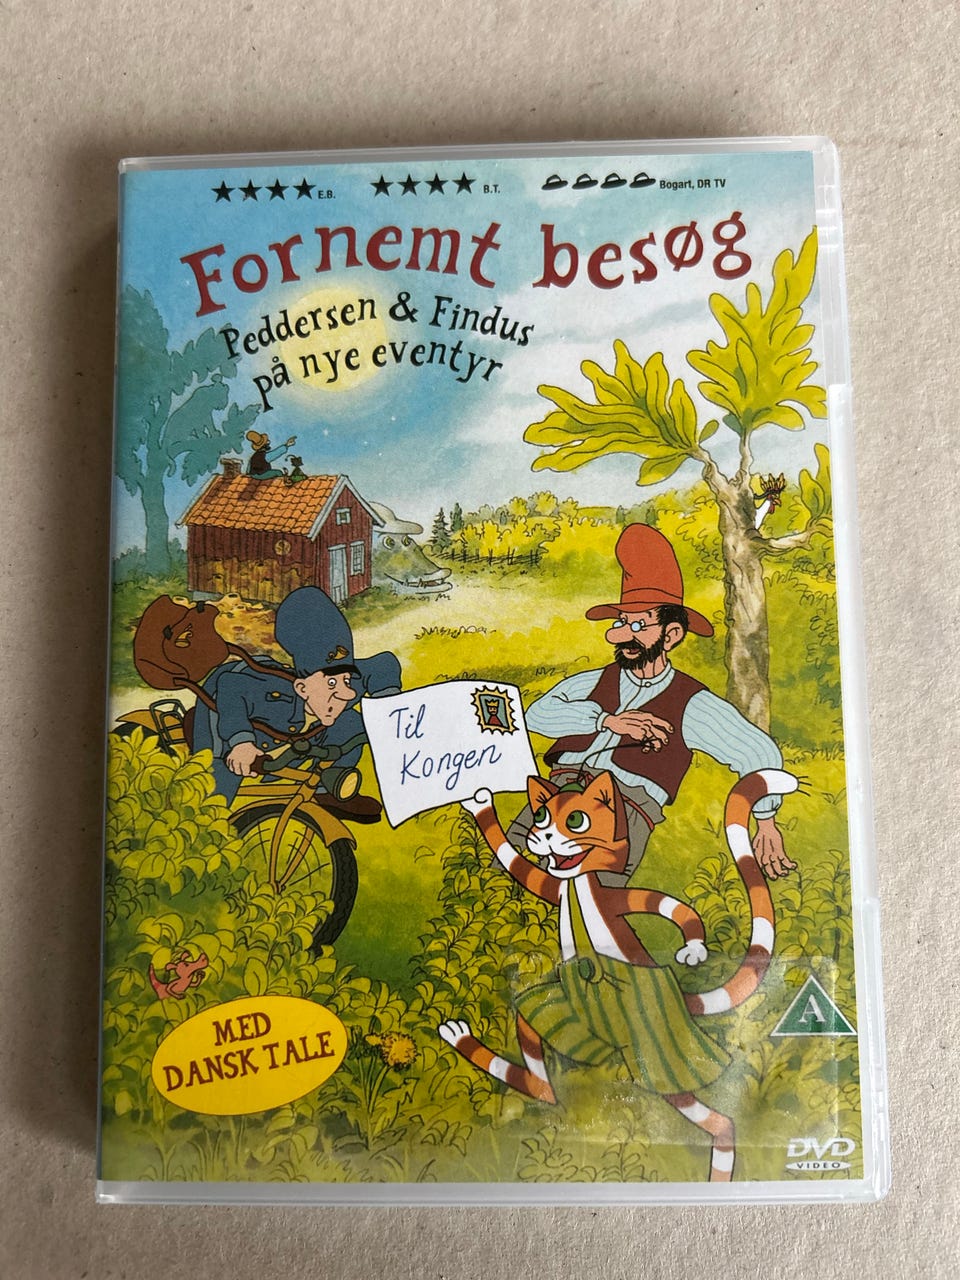 ★★★★ E.B. ★★★★ B.T. Bogart, DR TV
Fornemt besøg
Peddersen & Findus
på nye eventyr
Til
Kongen
MED
DANSK TALE
A
DVD
VIDEO